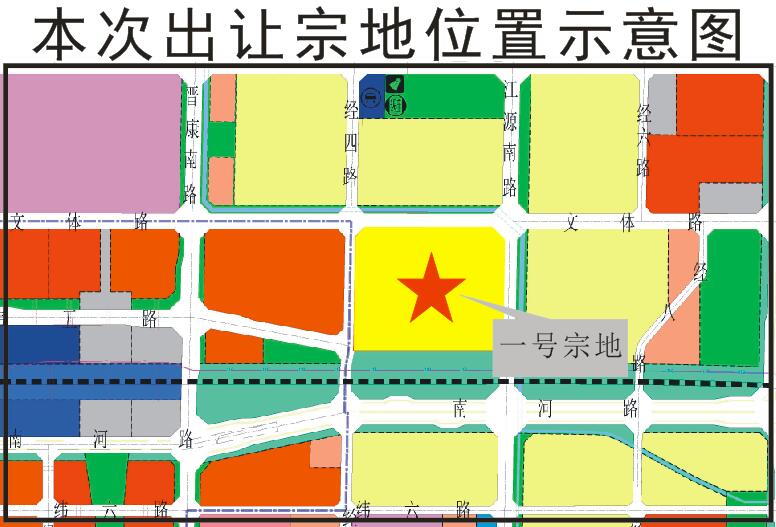 本次出让宗地位置示意图
晋康南路
经四路
江源南路
经六路
文体路
文体路
五路
经八路
一号宗地
南河路
南河路
纬六路
纬六路